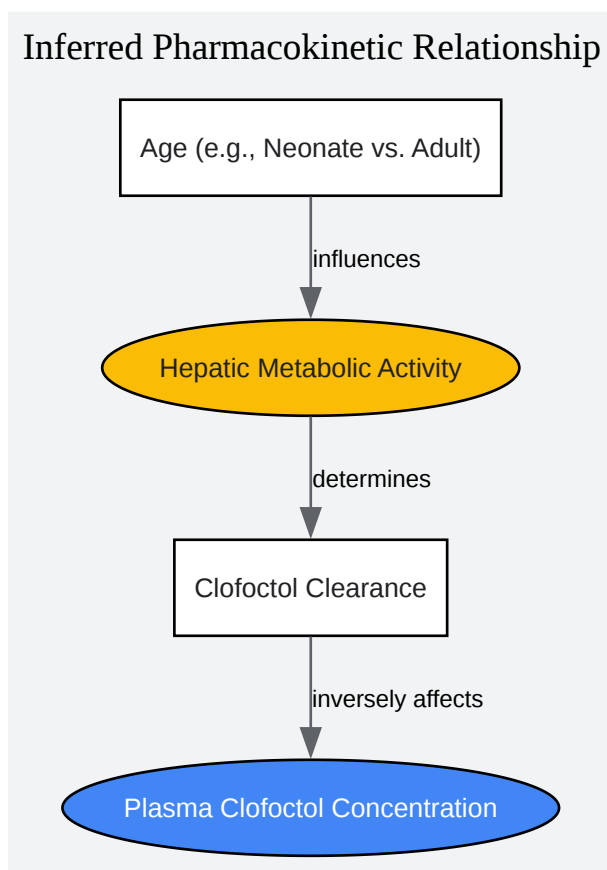 Inferred Pharmacokinetic Relationship
Age (e.g., Neonate vs. Adult)
influences
Hepatic Metabolic Activity
determines
Clofoctol Clearance
inversely affects
Plasma Clofoctol Concentration